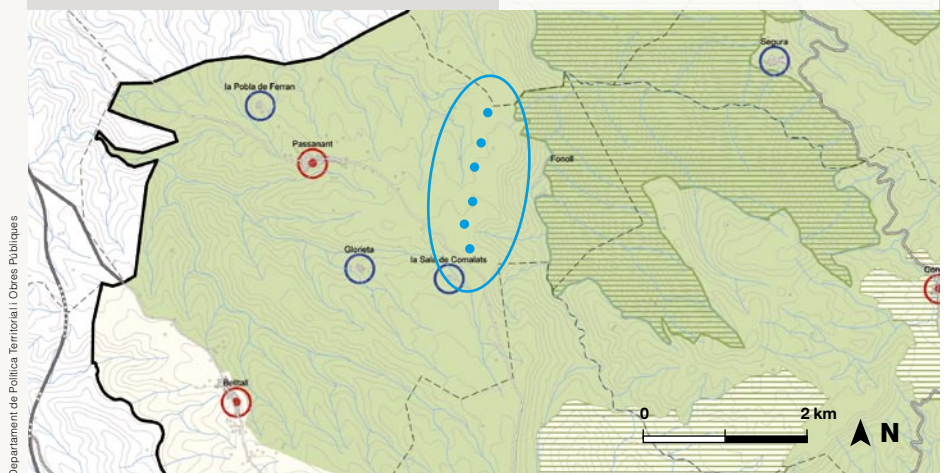 Departament de Política Territorial i Obres Públiques
Segura
la Pobla de Ferran
Passanant
Fonoll
Glorieta
la Sala de Comalats
Belltall
0
2 km
N